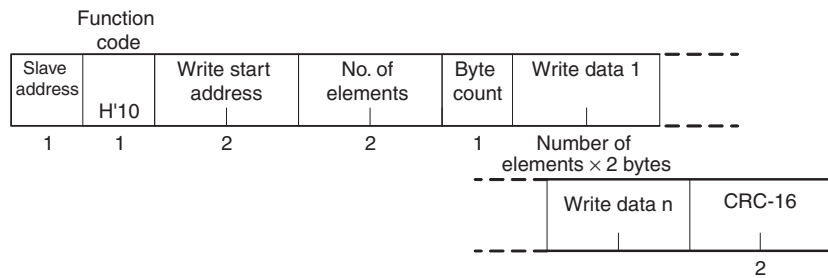 Function
code
Slave
address
H'10
Write start
address
No. of
elements
Byte
count
Write data 1
1
1
2
2
1
Number of
elements × 2 bytes
Write data n
CRC-16
2